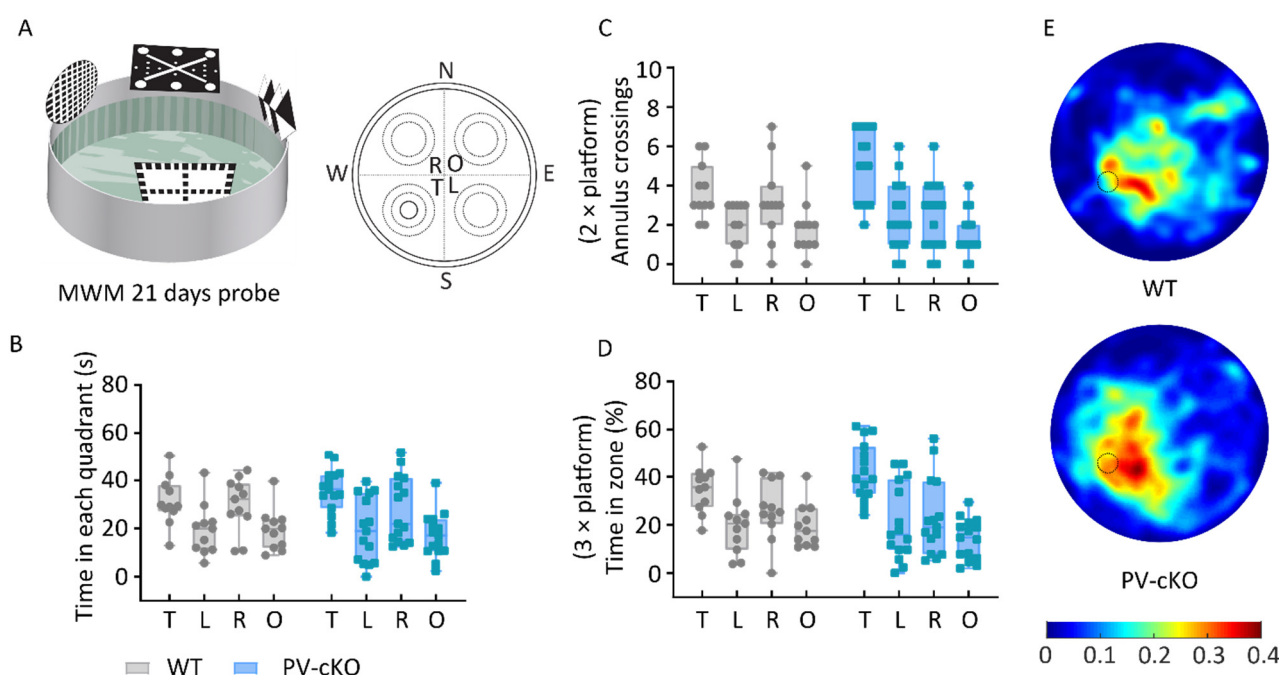 A
N
W
E
S
R O
T L
MWM 21 days probe
B
Time in each quadrant (s)
80
60
40
20
0
T L R O T L R O
WT PV-cKO
C
(2 × platform)
Annulus crossings
10
8
6
4
2
0
T L R O T L R O
D
(3 × platform)
Time in zone (%)
80
60
40
20
0
T L R O T L R O
E
WT
PV-cKO
0 0.1 0.2 0.3 0.4